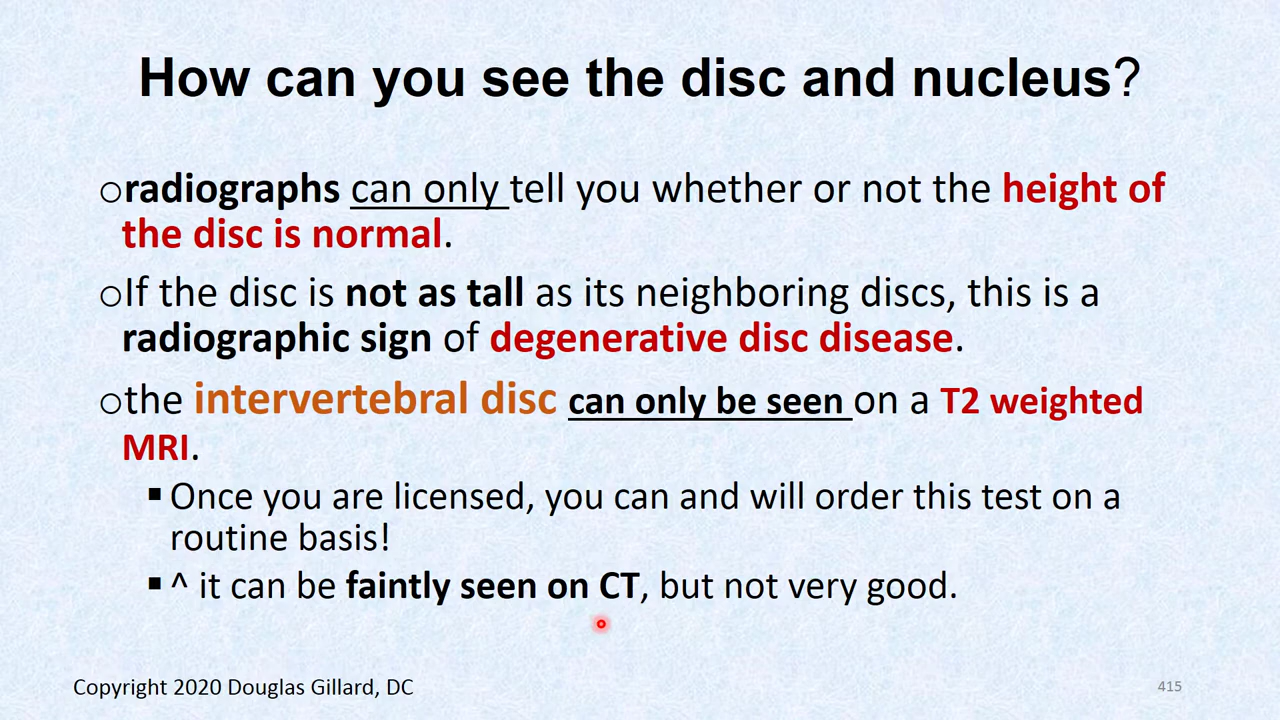 How can you see the disc and nucleus?
oradiographs can only tell you whether or not the height of
the disc is normal.
oIf the disc is not as tall as its neighboring discs, this is a
radiographic sign of degenerative disc disease.
othe intervertebral disc can only be seen on a T2 weighted
MRI.
▪ Once you are licensed, you can and will order this test on a
routine basis!
▪ ^ it can be faintly seen on CT, but not very good.
Copyright 2020 Douglas Gillard, DC
415